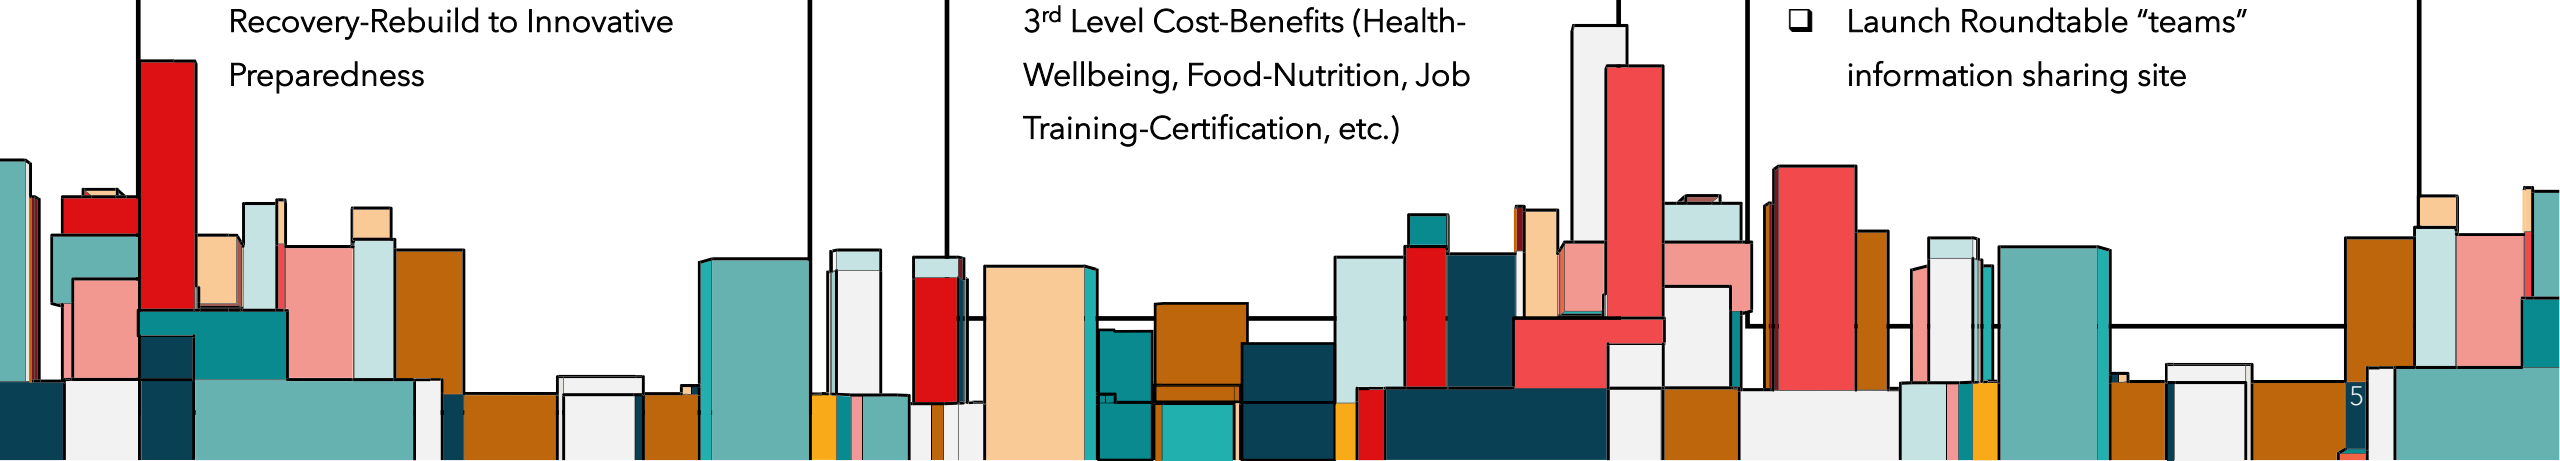 Recovery-Rebuild to Innovative
Preparedness
3rd Level Cost-Benefits (Health-
Wellbeing, Food-Nutrition, Job
Training-Certification, etc.)
❑ Launch Roundtable “teams”
information sharing site
5